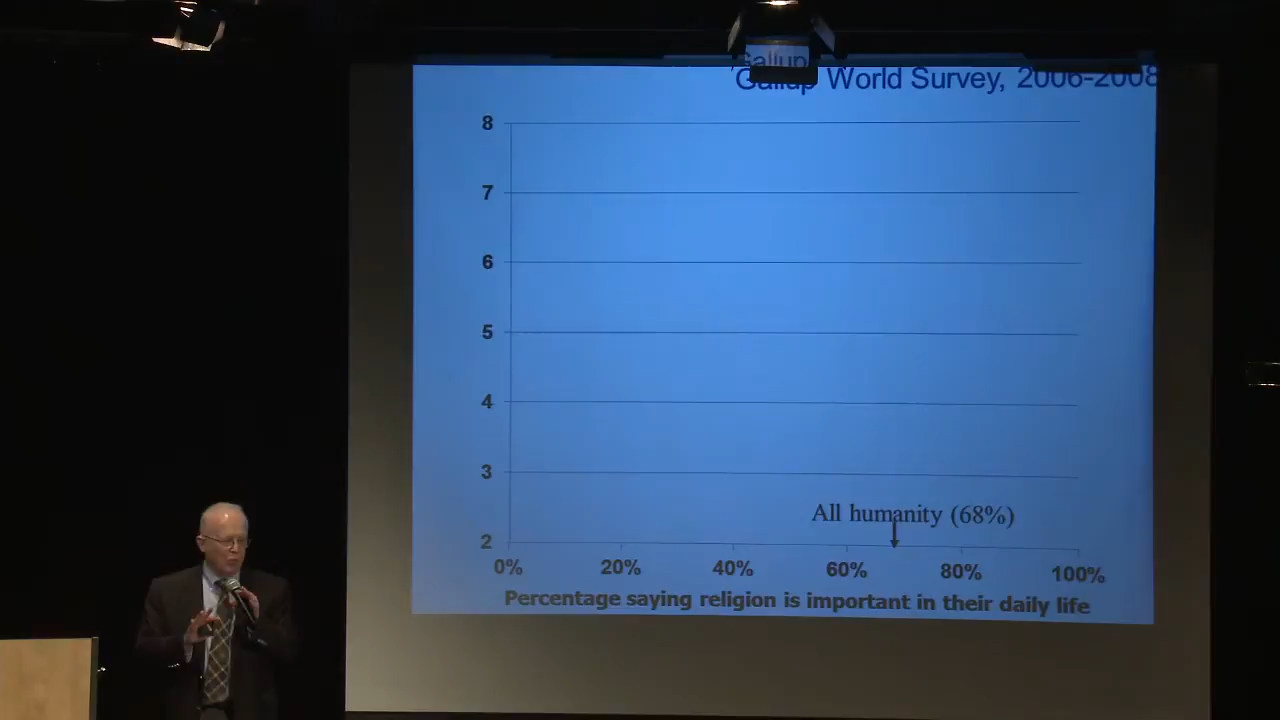 Gallup
Gallup World Survey, 2006-2008
8
7
6
5
4
3
2
All humanity (68%)
0% 20% 40% 60% 80% 100%
Percentage saying religion is important in their daily life